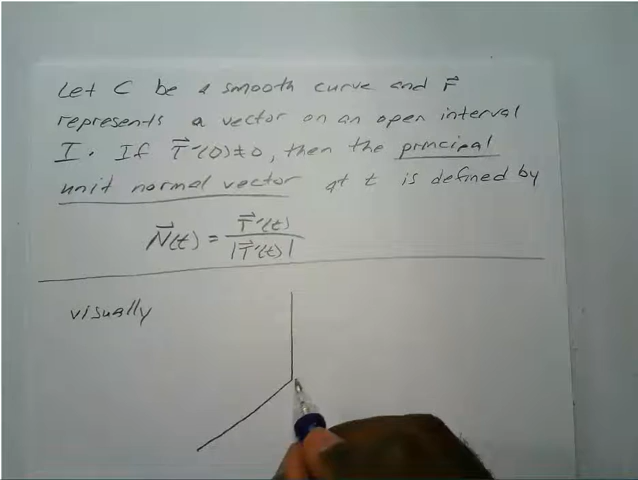 Let C be a smooth curve and r⃗
represents a vector on an open interval
I. If T⃗'(0)≠0, then the principal
unit normal vector at t is defined by
N⃗(t) = T⃗'(t) / |T⃗'(t)|
visually